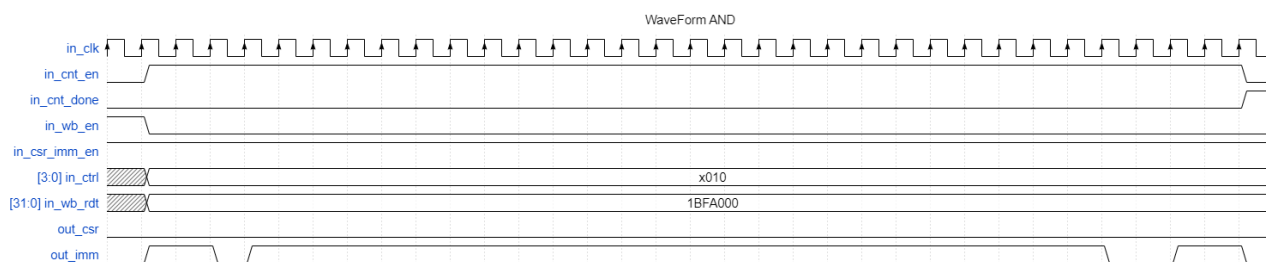 WaveForm AND
in_clk
in_cnt_en
in_cnt_done
in_wb_en
in_csr_imm_en
[3:0] in_ctrl x010
[31:0] in_wb_rdt 1BFA000
out_csr
out_imm